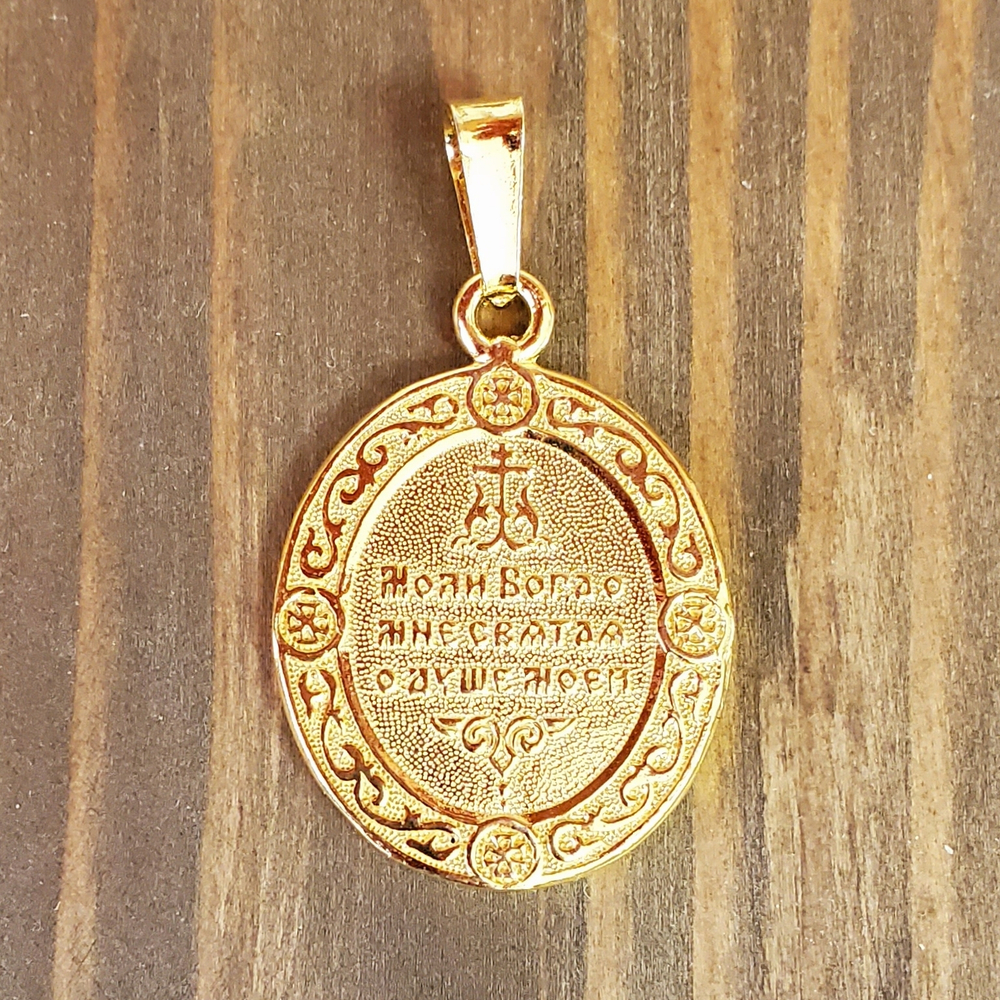 Моли Бога о
мне святая
о душе моей